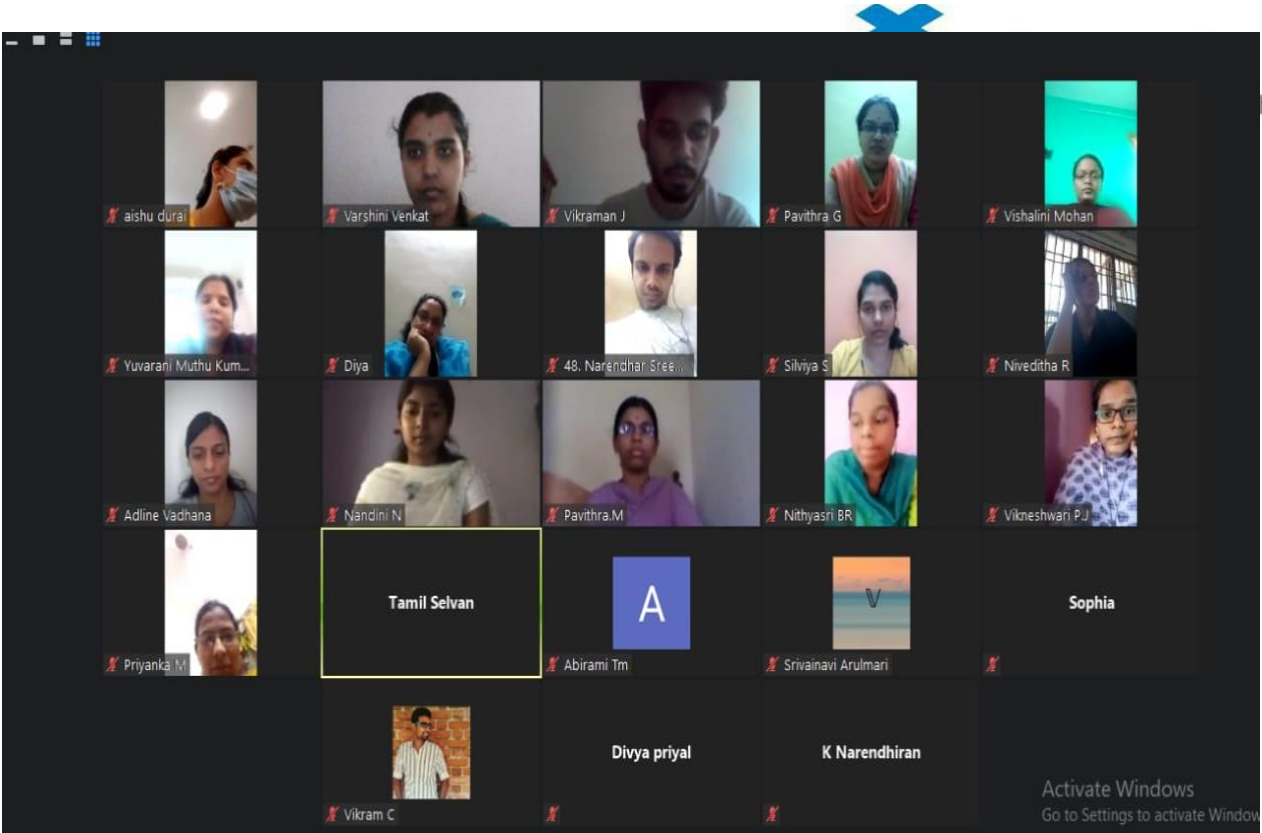 aishu durai
Varshini Venkat
Vikraman J
Pavithra G
Vishalini Mohan
Yuvarani Muthu Kum...
Diya
48. Narendhar Sree...
Silviya S
Niveditha R
Adline Vadhana
Nandini N
Pavithra.M
Nithyasri BR
Vikneshwari P.J
Priyanka M
Tamil Selvan
A
Abirami Tm
V
Srivainavi Arulmari
Sophia
Vikram C
Divya priyal
K Narendhiran
Activate Windows
Go to Settings to activate Window